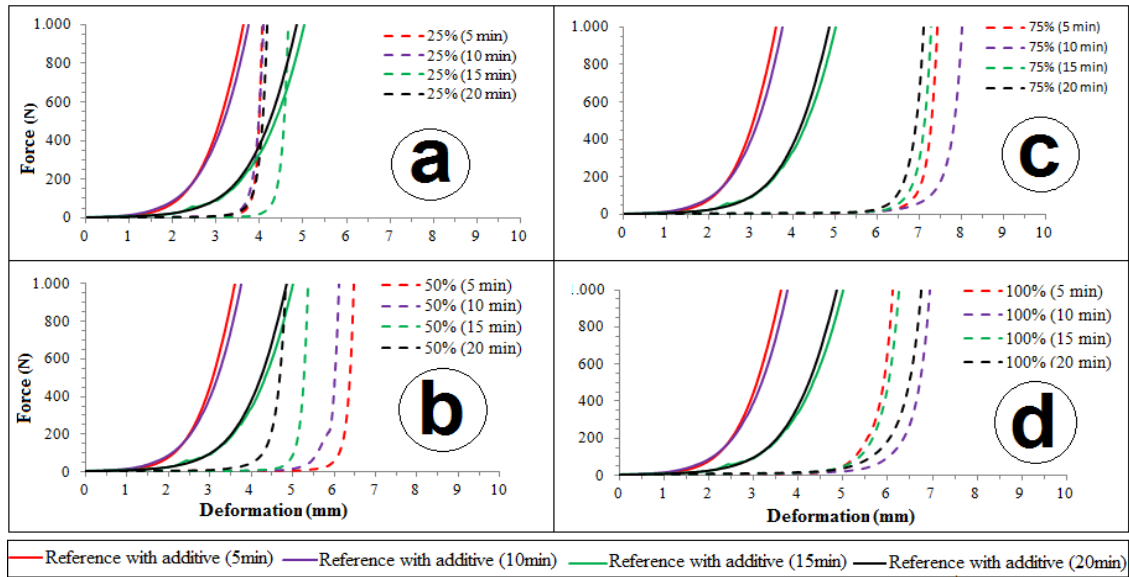 1.000
800
600
400
200
0
Force (N)
25% (5 min)
25% (10 min)
25% (15 min)
25% (20 min)
a
0 1 2 3 4 5 6 7 8 9 10
1.000
800
600
400
200
0
75% (5 min)
75% (10 min)
75% (15 min)
75% (20 min)
c
0 1 2 3 4 5 6 7 8 9 10
1.000
800
600
400
200
0
Force (N)
50% (5 min)
50% (10 min)
50% (15 min)
50% (20 min)
b
0 1 2 3 4 5 6 7 8 9 10
Deformation (mm)
.000
800
600
400
200
0
100% (5 min)
100% (10 min)
100% (15 min)
100% (20 min)
d
0 1 2 3 4 5 6 7 8 9 10
Deformation (mm)
Reference with additive (5min) Reference with additive (10min) Reference with additive (15min) Reference with additive (20min)